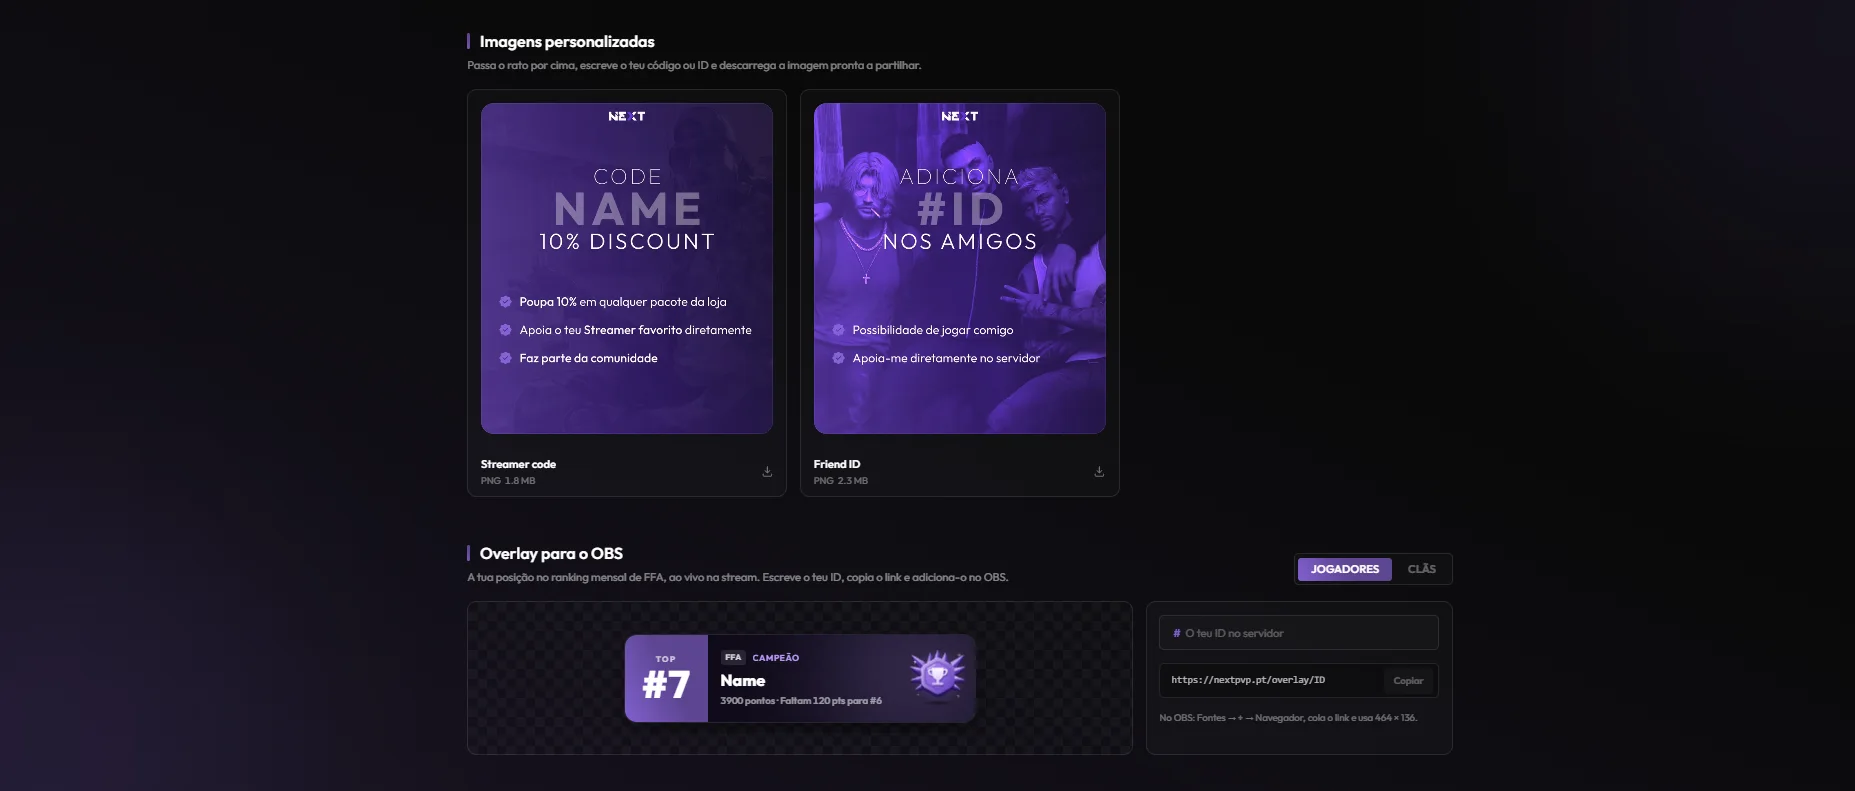 Imagens personalizadas
Passa o rato por cima, escreve o teu código ou ID e descarrega a imagem pronta a partilhar.
NEXT
CODE
NAME
10% DISCOUNT
Poupa 10% em qualquer pacote da loja
Apoia o teu Streamer favorito diretamente
Faz parte da comunidade
Streamer code
PNG 1.8 MB
NEXT
ADICIONA
#ID
NOS AMIGOS
Possibilidade de jogar comigo
Apoia-me diretamente no servidor
Friend ID
PNG 2.3 MB
Overlay para o OBS
A tua posição no ranking mensal de FFA, ao vivo na stream. Escreve o teu ID, copia o link e adiciona-o no OBS.
JOGADORES CLÃS
TOP
#7
FFA CAMPEÃO
Name
3900 pontos · Faltam 120 pts para #6
# O teu ID no servidor
https://nextpvp.pt/overlay/ID Copiar
No OBS: Fontes → + → Navegador, cola o link e usa 464 × 136.